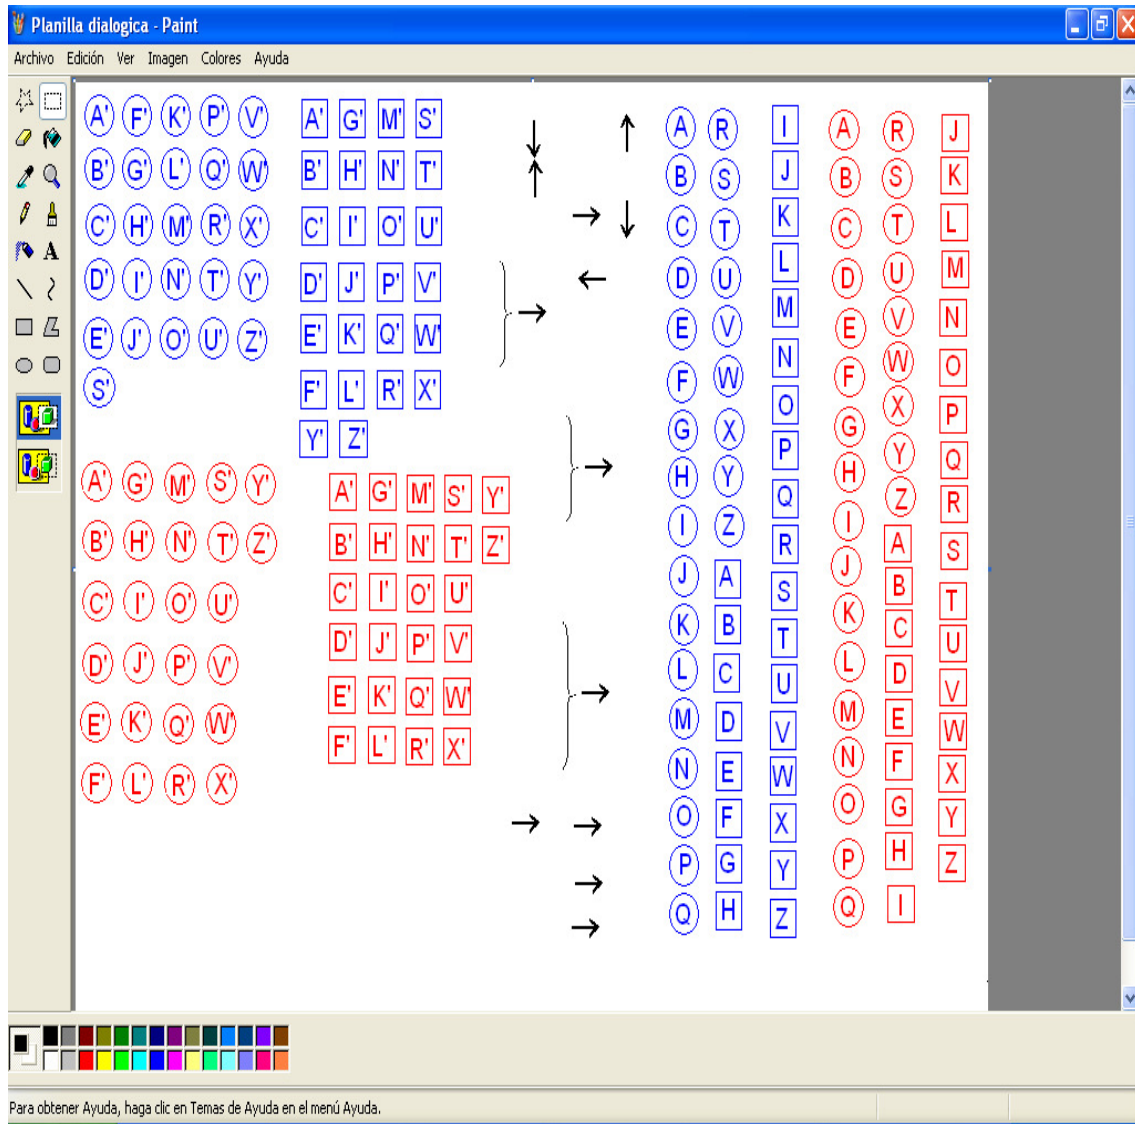 Planilla dialogica - Paint
Archivo Edición Ver Imagen Colores Ayuda
A
A' F' K' P' V'
B' G' L' Q' W'
C' H' M' R' X'
D' I' N' T' Y'
E' J' O' U' Z'
S'
A' G' M' S'
B' H' N' T'
C' I' O' U'
D' J' P' V'
E' K' Q' W'
F' L' R' X'
Y' Z'
A' G' M' S' Y'
B' H' N' T' Z'
C' I' O' U'
D' J' P' V'
E' K' Q' W'
F' L' R' X'
A' G' M' S' Y'
B' H' N' T' Z'
C' I' O' U'
D' J' P' V'
E' K' Q' W'
F' L' R' X'
↓ ↑
↑
→ ↓
←
} →
} →
} →
→ →
→
→
A B C D E F G H I J K L M N O P Q
R S T U V W X Y Z A B C D E F G H
I J K L M N O P Q R S T U V W X Y Z
A B C D E F G H I J K L M N O P Q
R S T U V W X Y Z A B C D E F G H I
J K L M N O P Q R S T U V W X Y Z
Para obtener Ayuda, haga clic en Temas de Ayuda en el menú Ayuda.